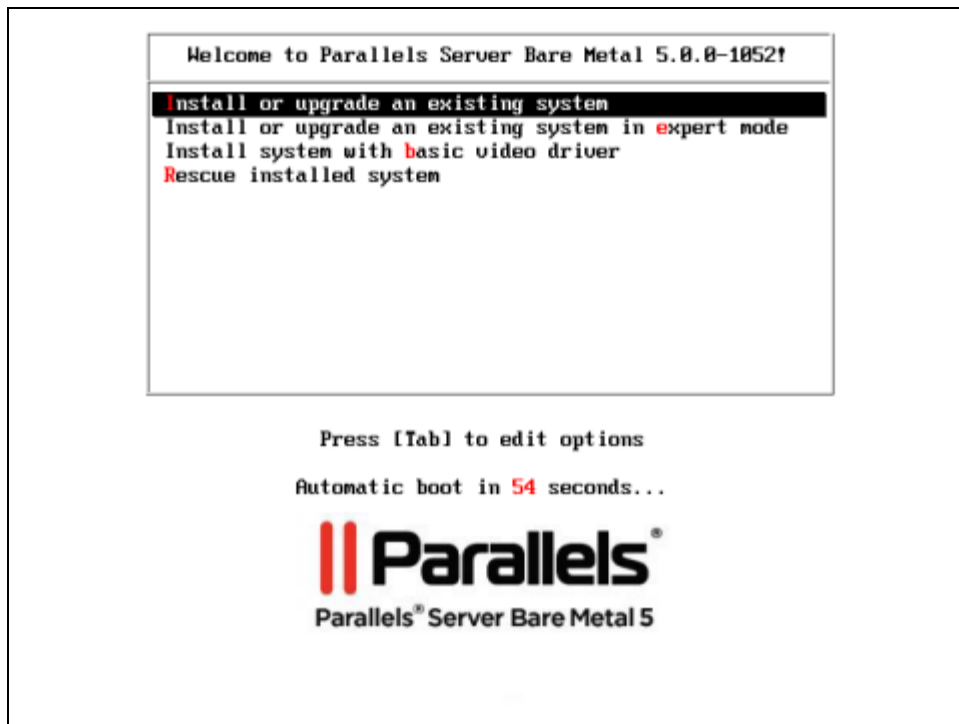 Welcome to Parallels Server Bare Metal 5.0.0-1052!
Install or upgrade an existing system
Install or upgrade an existing system in expert mode
Install system with basic video driver
Rescue installed system
Press [Tab] to edit options
Automatic boot in 54 seconds...
Parallels®
Parallels® Server Bare Metal 5